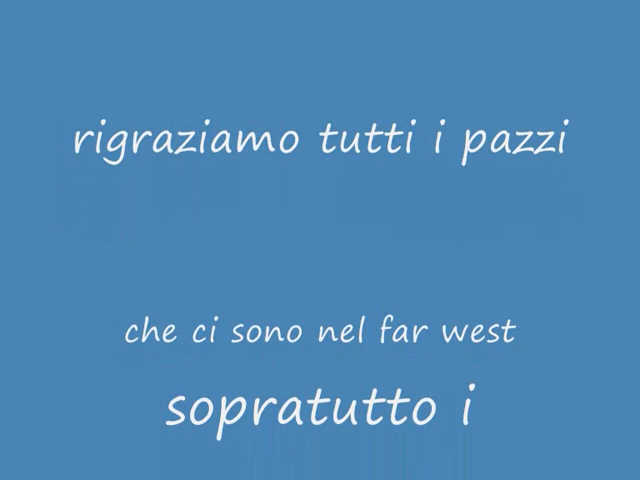 rigraziamo tutti i pazzi
che ci sono nel far west
sopratutto i